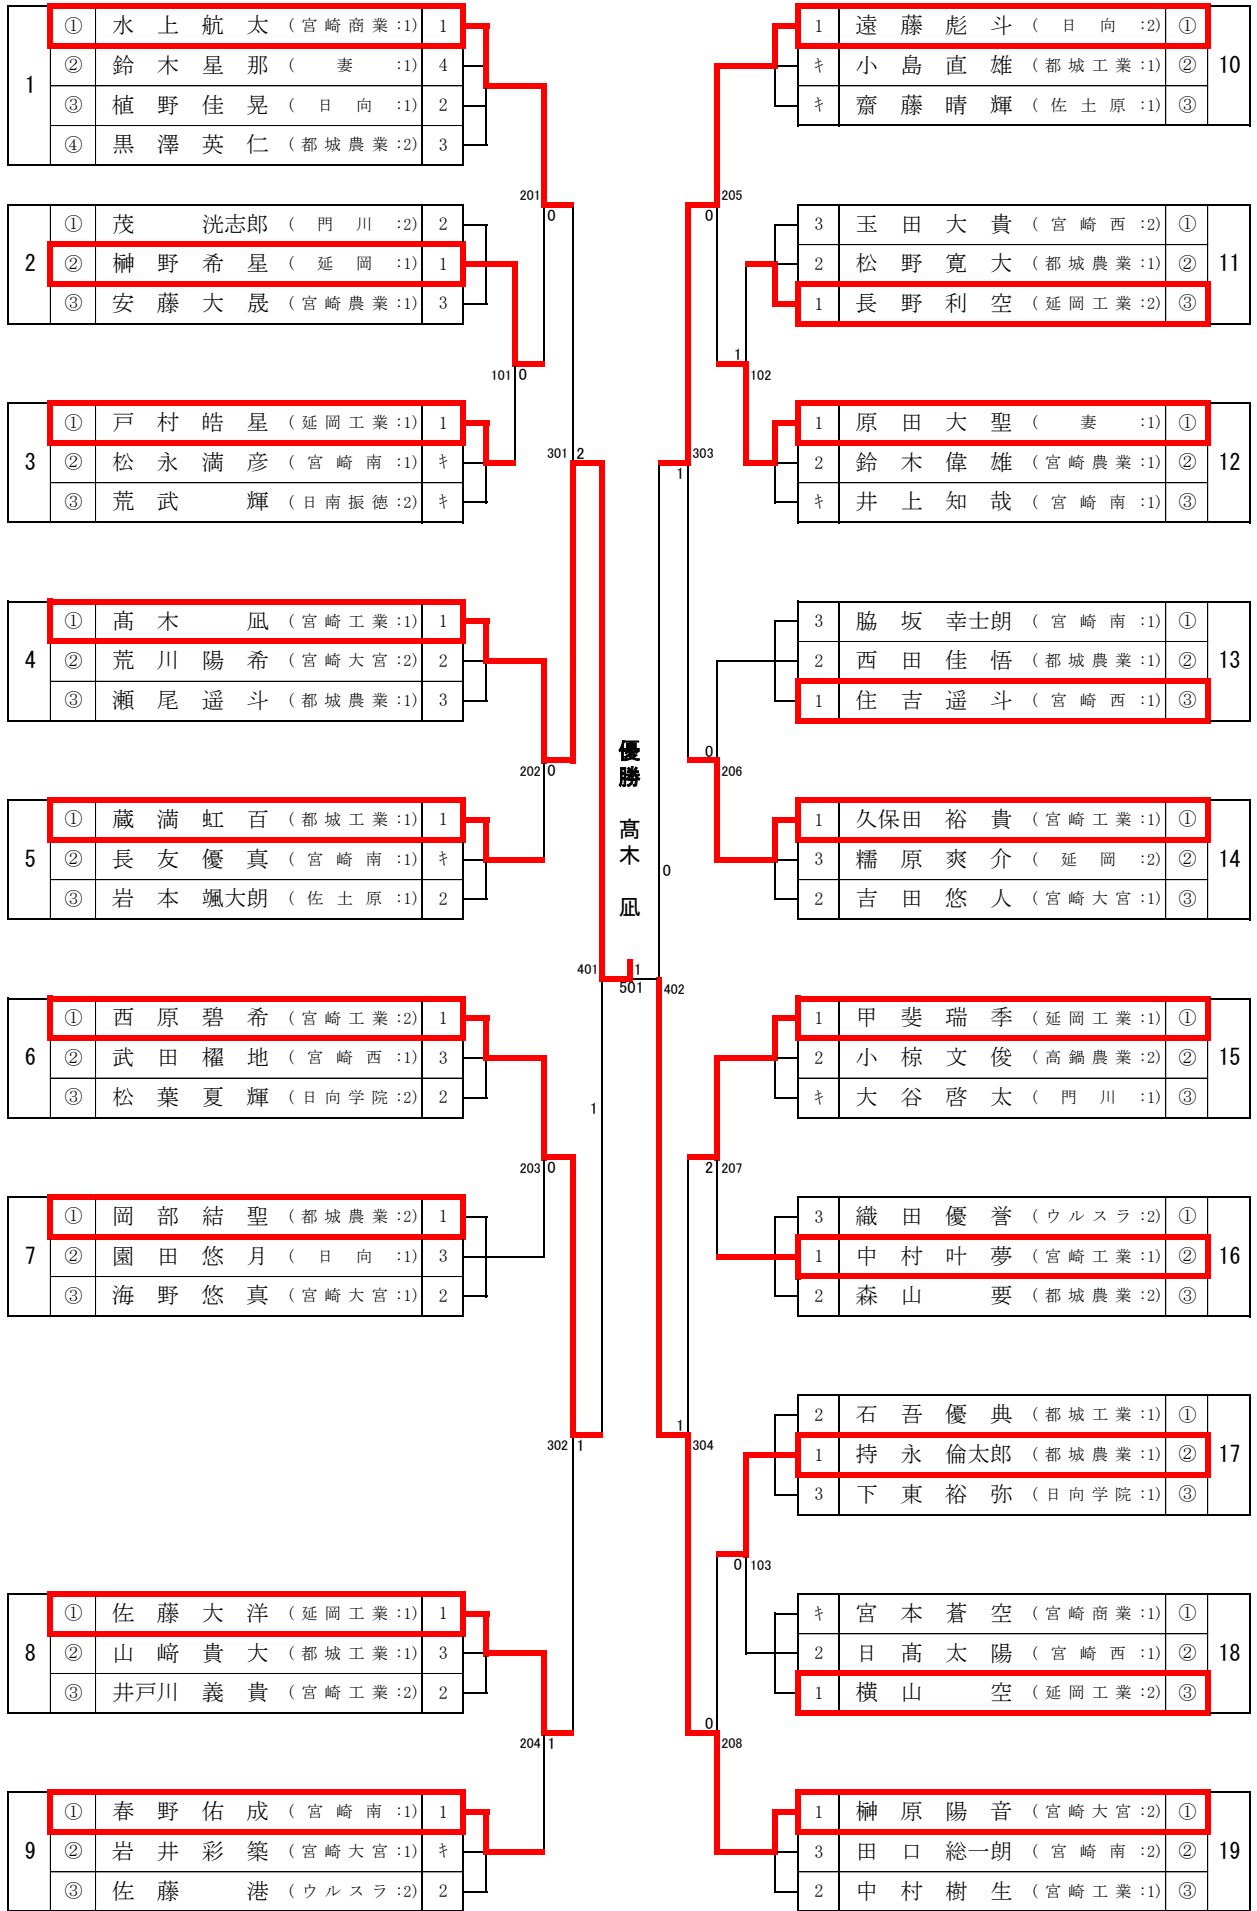 1
① 水上航太 (宮崎商業:1) 1
② 鈴木星那 (妻:1) 4
③ 植野佳晃 (日向:1) 2
④ 黒澤英仁 (都城農業:2) 3
2
① 茂 洸志郎 (門川:2) 2
② 榊野希星 (延岡:1) 1
③ 安藤大晟 (宮崎農業:1) 3
3
① 戸村皓星 (延岡工業:1) 1
② 松永満彦 (宮崎南:1) キ
③ 荒武輝 (日南振徳:2) キ
4
① 髙木凪 (宮崎工業:1) 1
② 荒川陽希 (宮崎大宮:2) 2
③ 瀬尾遥斗 (都城農業:1) 3
5
① 蔵満虹百 (都城工業:1) 1
② 長友優真 (宮崎南:1) キ
③ 岩本颯大朗 (佐土原:1) 2
6
① 西原碧希 (宮崎工業:2) 1
② 武田櫂地 (宮崎西:1) 3
③ 松葉夏輝 (日向学院:2) 2
7
① 岡部結聖 (都城農業:2) 1
② 園田悠月 (日向:1) 3
③ 海野悠真 (宮崎大宮:1) 2
8
① 佐藤大洋 (延岡工業:1) 1
② 山﨑貴大 (都城工業:1) 3
③ 井戸川義貴 (宮崎工業:2) 2
9
① 春野佑成 (宮崎南:1) 1
② 岩井彩築 (宮崎大宮:1) キ
③ 佐藤港 (ウルスラ:2) 2
201
0
101 0
301 2
202 0
401
203 0
1
302 1
204 1
優勝 髙木凪
1
501
205
0
1
102
303
1
0
206
0
402
2 207
1
304
0 103
0
208
1 遠藤彪斗 (日向:2) ①
キ 小島直雄 (都城工業:1) ②
キ 齋藤晴輝 (佐土原:1) ③
10
3 玉田大貴 (宮崎西:2) ①
2 松野寛大 (都城農業:1) ②
1 長野利空 (延岡工業:2) ③
11
1 原田大聖 (妻:1) ①
2 鈴木偉雄 (宮崎農業:1) ②
キ 井上知哉 (宮崎南:1) ③
12
3 脇坂幸士朗 (宮崎南:1) ①
2 西田佳悟 (都城農業:1) ②
1 住吉遥斗 (宮崎西:1) ③
13
1 久保田裕貴 (宮崎工業:1) ①
3 糯原爽介 (延岡:2) ②
2 吉田悠人 (宮崎大宮:1) ③
14
1 甲斐瑞季 (延岡工業:1) ①
2 小椋文俊 (高鍋農業:2) ②
キ 大谷啓太 (門川:1) ③
15
3 織田優誉 (ウルスラ:2) ①
1 中村叶夢 (宮崎工業:1) ②
2 森山要 (都城農業:2) ③
16
2 石吾優典 (都城工業:1) ①
1 持永倫太郎 (都城農業:1) ②
3 下東裕弥 (日向学院:1) ③
17
キ 宮本蒼空 (宮崎商業:1) ①
2 日髙太陽 (宮崎西:1) ②
1 横山空 (延岡工業:2) ③
18
1 榊原陽音 (宮崎大宮:2) ①
3 田口総一朗 (宮崎南:2) ②
2 中村樹生 (宮崎工業:1) ③
19